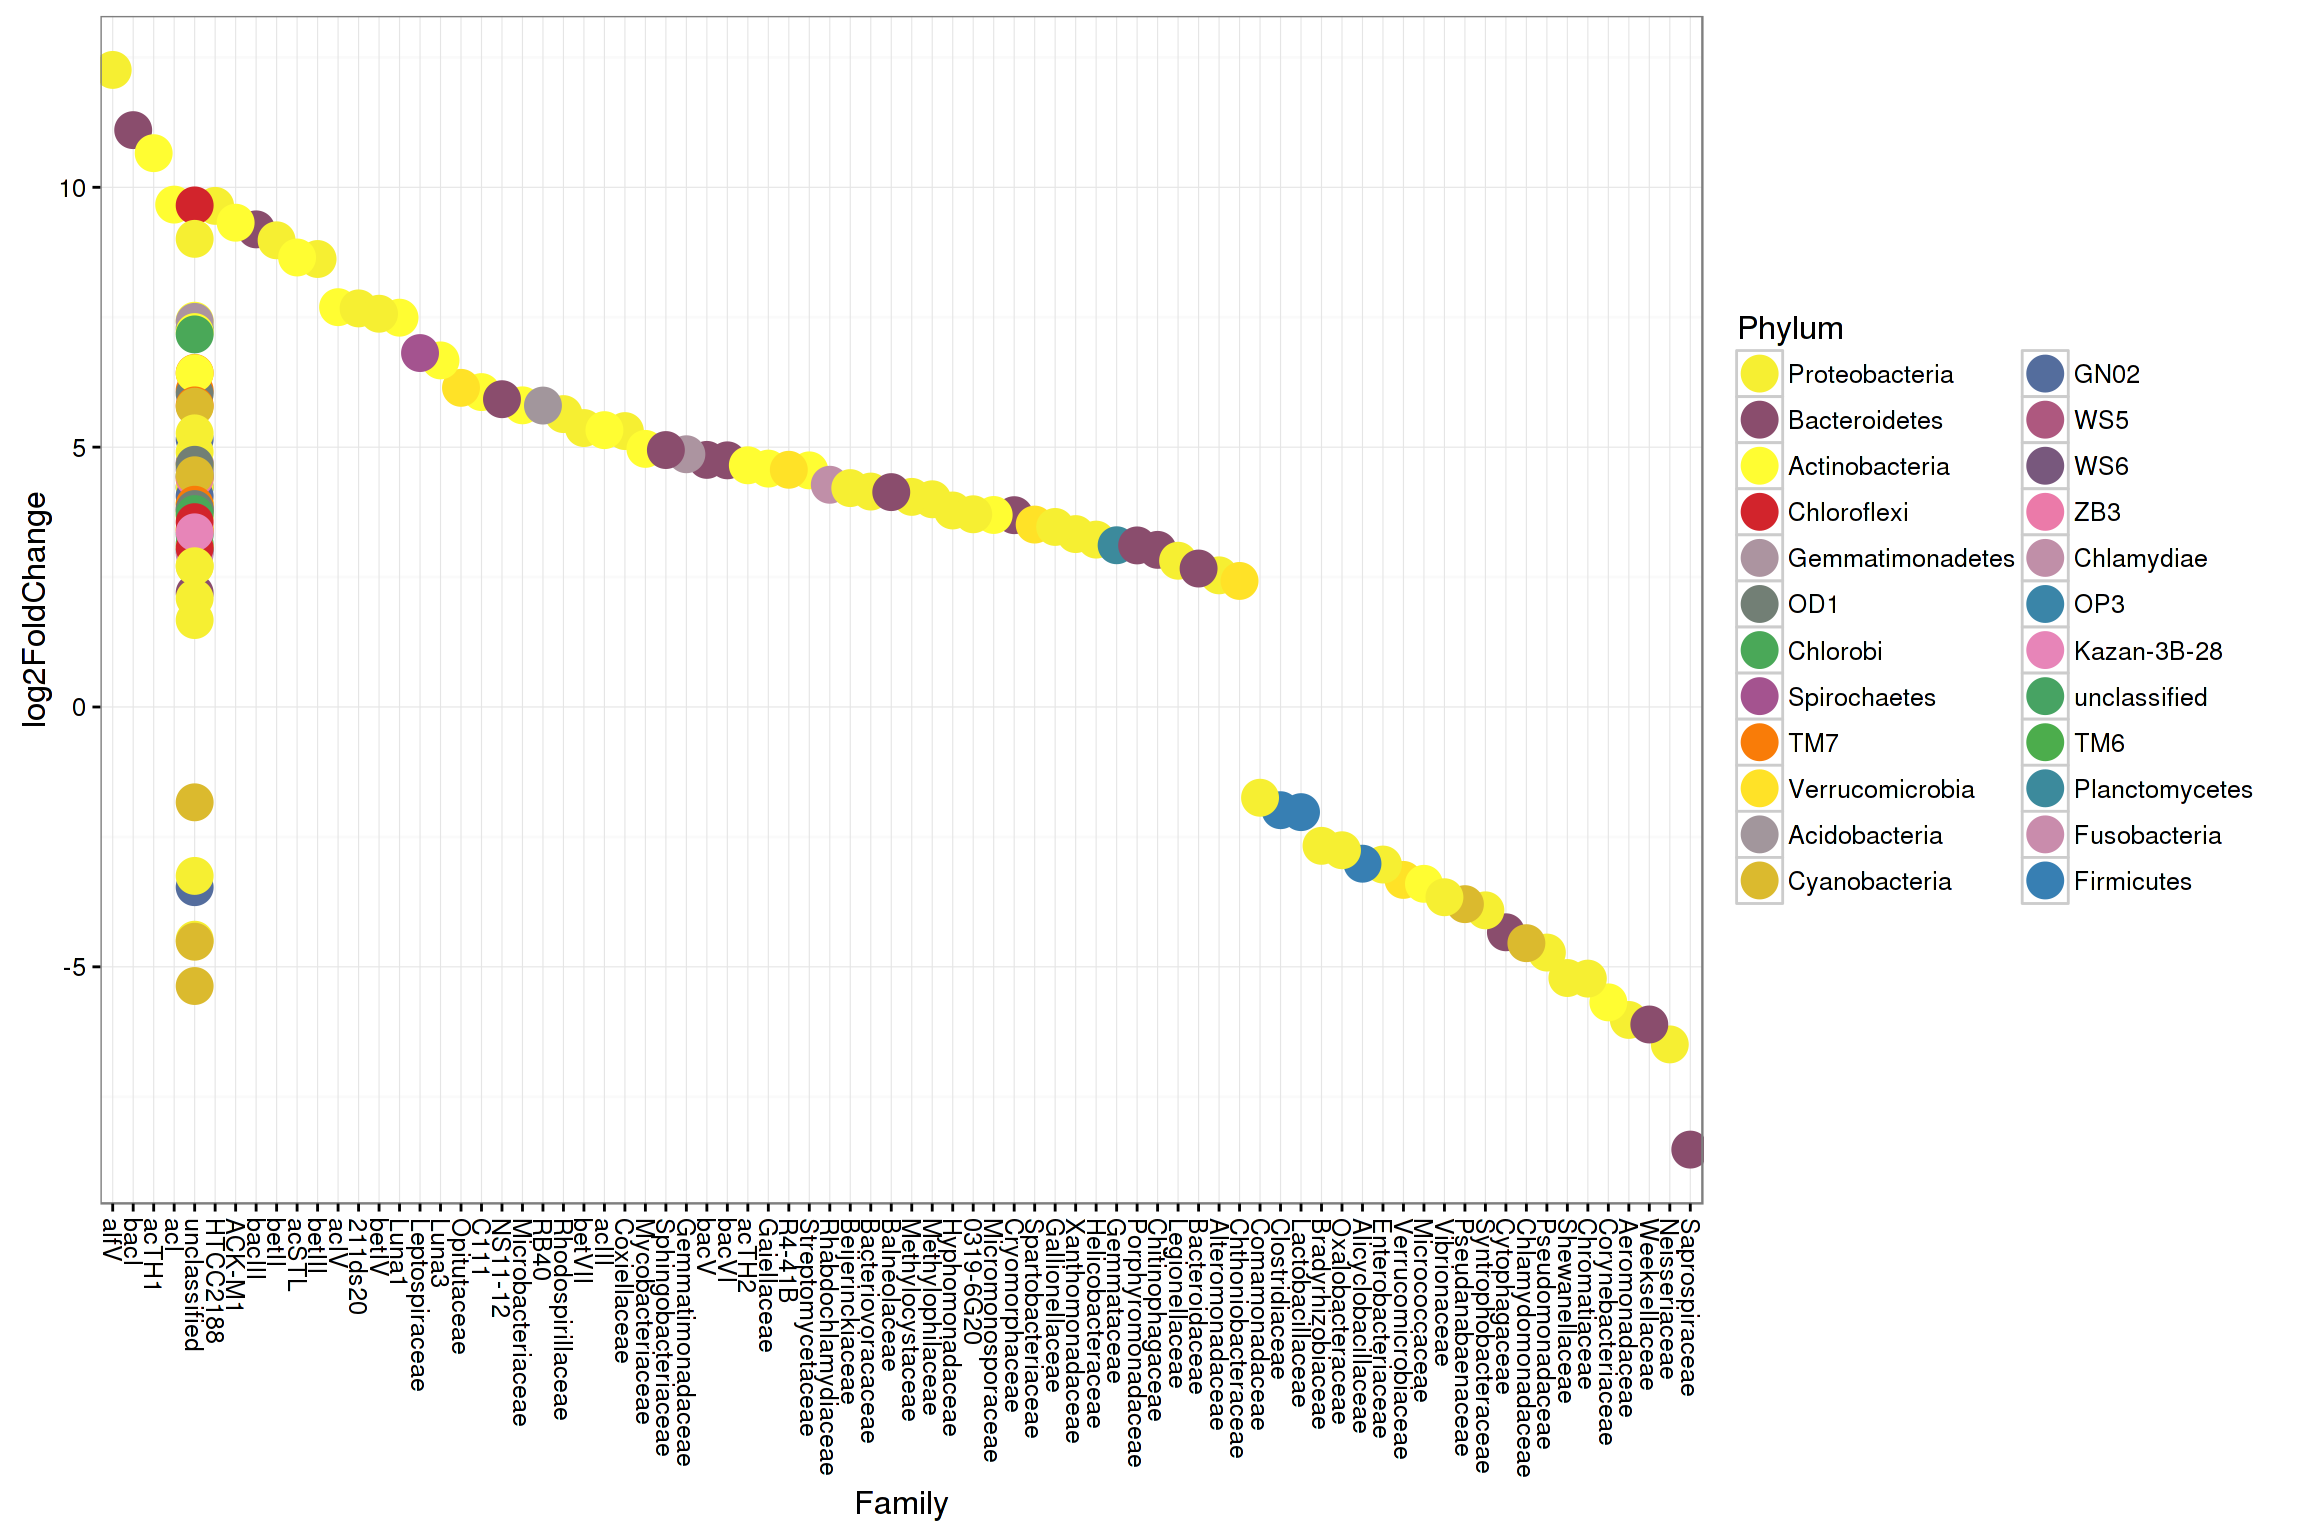 log2FoldChange
10
5
0
-5
alfV
bacI
acTH1
acI
unclassified
HTCC2188
ACK-M1
bacIII
betII
acSTL
betIII
acIV
211ds20
betIV
Luna1
Leptospiraceae
Luna3
Opitutaceae
C111
NS11-12
Microbacteriaceae
RB40
Rhodospirillaceae
betVII
acIII
Coxiellaceae
Mycobacteriaceae
Sphingobacteriaceae
Gemmatimonadaceae
bacV
bacVI
acTH2
Gaiellaceae
R4-41B
Streptomycetaceae
Rhabdochlamydiaceae
Beijerinckiaceae
Bacteriovoracaceae
Balneolaceae
Methylocystaceae
Methylophilaceae
Hyphomonadaceae
0319-6G20
Micromonosporaceae
Cryomorphaceae
Spartobacteriaceae
Gallionellaceae
Xanthomonadaceae
Helicobacteraceae
Gemmataceae
Porphyromonadaceae
Chitinophagaceae
Legionellaceae
Bacteroidaceae
Alteromonadaceae
Chthoniobacteraceae
Comamonadaceae
Clostridiaceae
Lactobacillaceae
Bradyrhizobiaceae
Oxalobacteraceae
Alicyclobacillaceae
Enterobacteriaceae
Verrucomicrobiaceae
Micrococcaceae
Vibrionaceae
Pseudanabaenaceae
Syntrophobacteraceae
Cytophagaceae
Chlamydomonadaceae
Pseudomonadaceae
Shewanellaceae
Chromatiaceae
Corynebacteriaceae
Aeromonadaceae
Weeksellaceae
Neisseriaceae
Saprospiraceae
Family
Phylum
Proteobacteria
Bacteroidetes
Actinobacteria
Chloroflexi
Gemmatimonadetes
OD1
Chlorobi
Spirochaetes
TM7
Verrucomicrobia
Acidobacteria
Cyanobacteria
GN02
WS5
WS6
ZB3
Chlamydiae
OP3
Kazan-3B-28
unclassified
TM6
Planctomycetes
Fusobacteria
Firmicutes